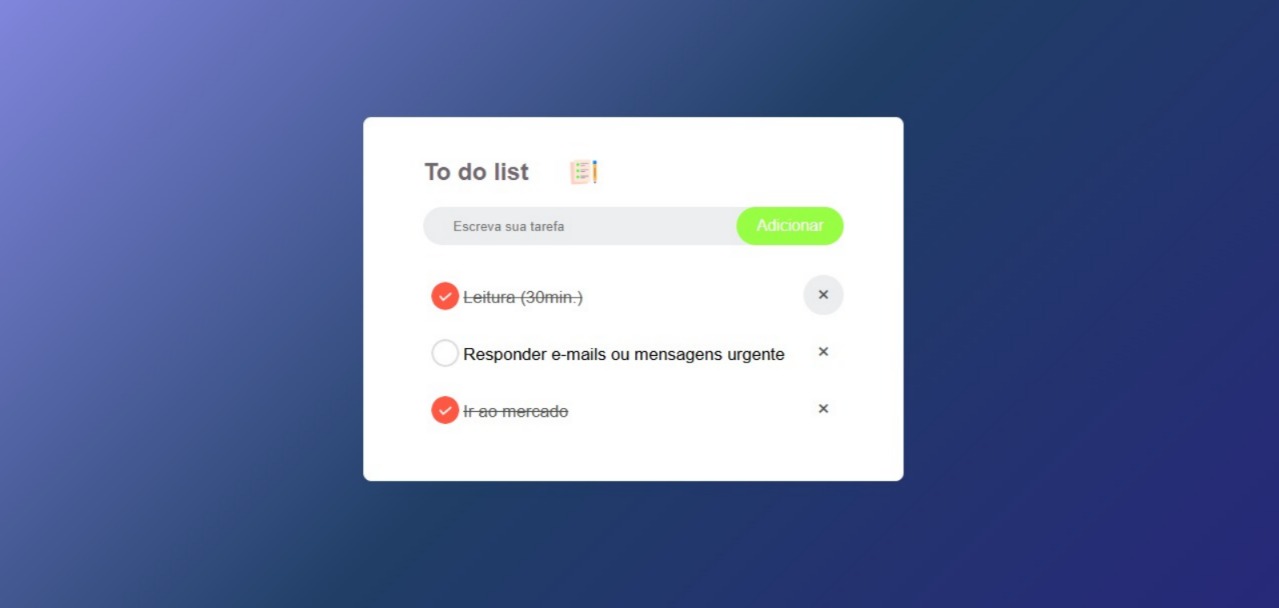 To do list
Escreva sua tarefa
Adicionar
Leitura (30min.)
Responder e-mails ou mensagens urgente
Ir ao mercado